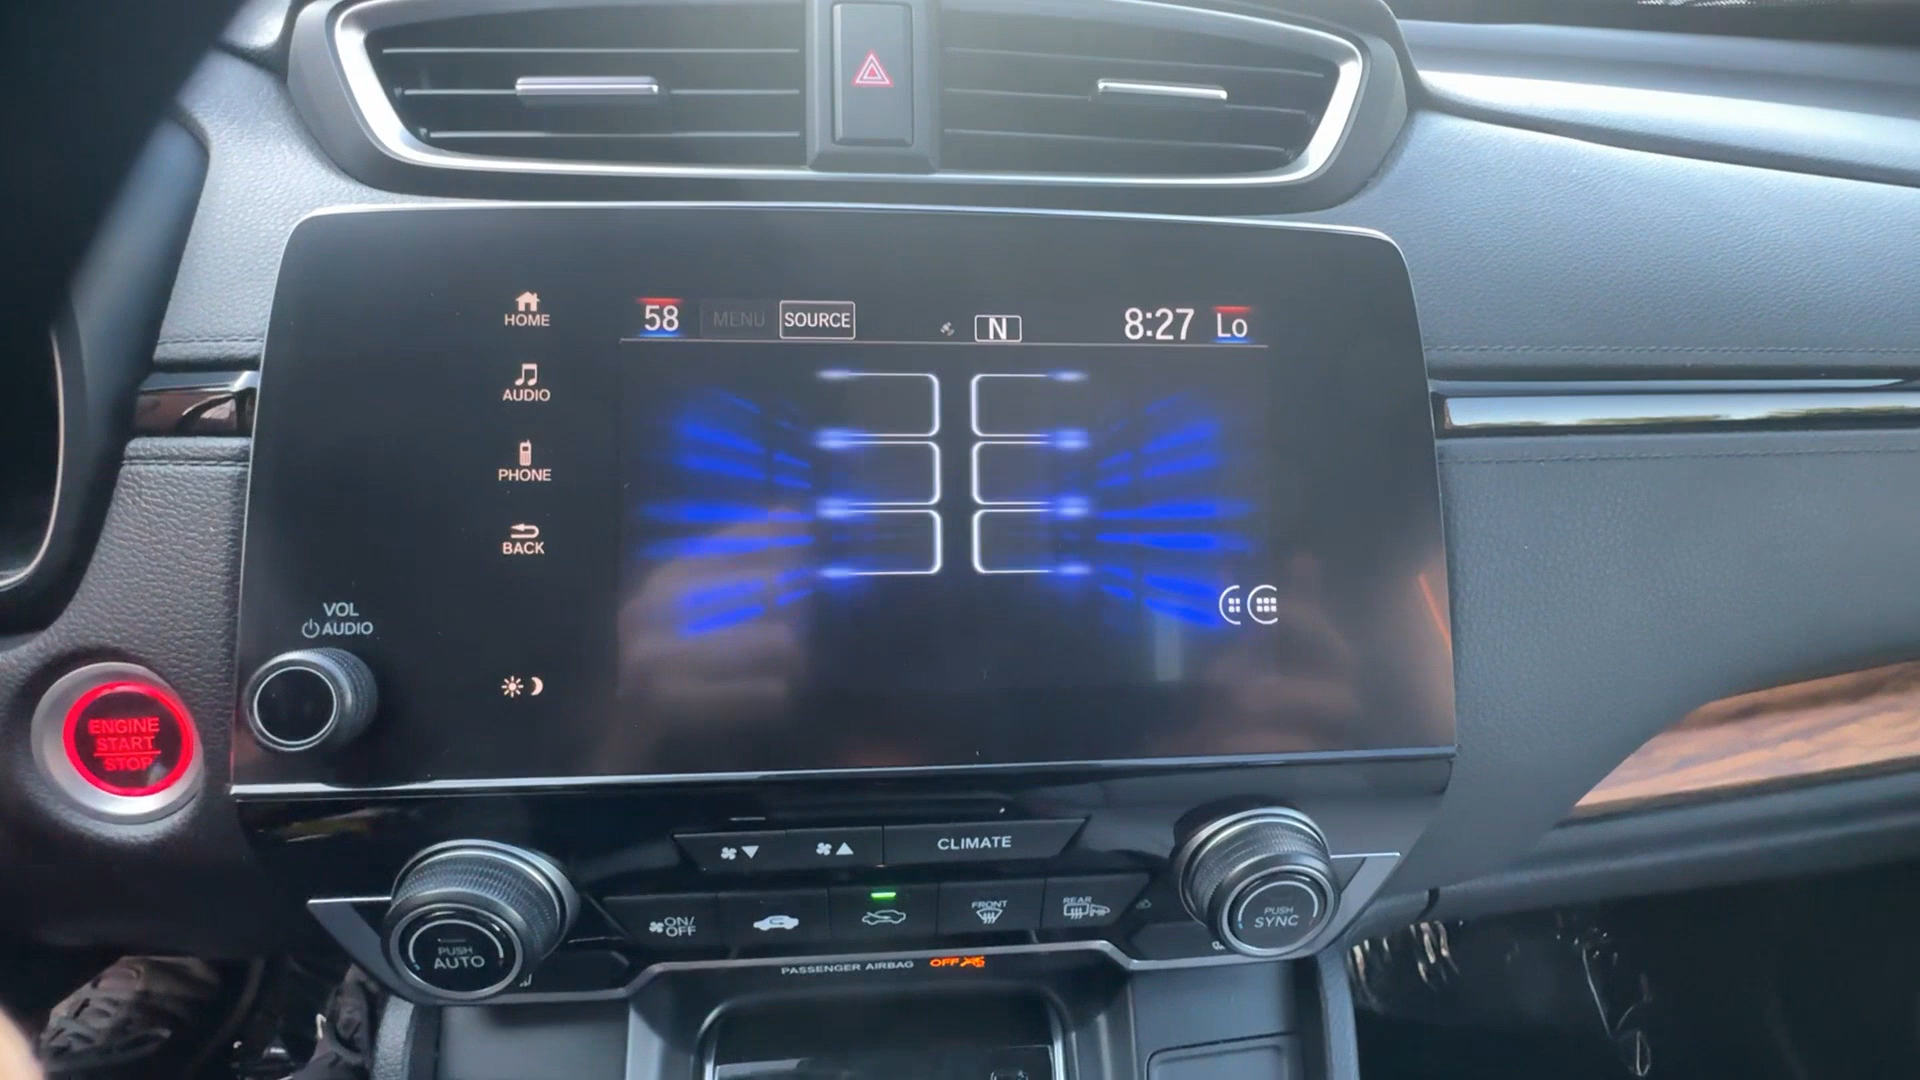 HOME
58 MENU SOURCE N 8:27 Lo
AUDIO
PHONE
BACK
VOL
AUDIO
ENGINE
START
STOP
CLIMATE
ON/
OFF
FRONT
REAR
PUSH
AUTO
PUSH
SYNC
PASSENGER AIRBAG OFF